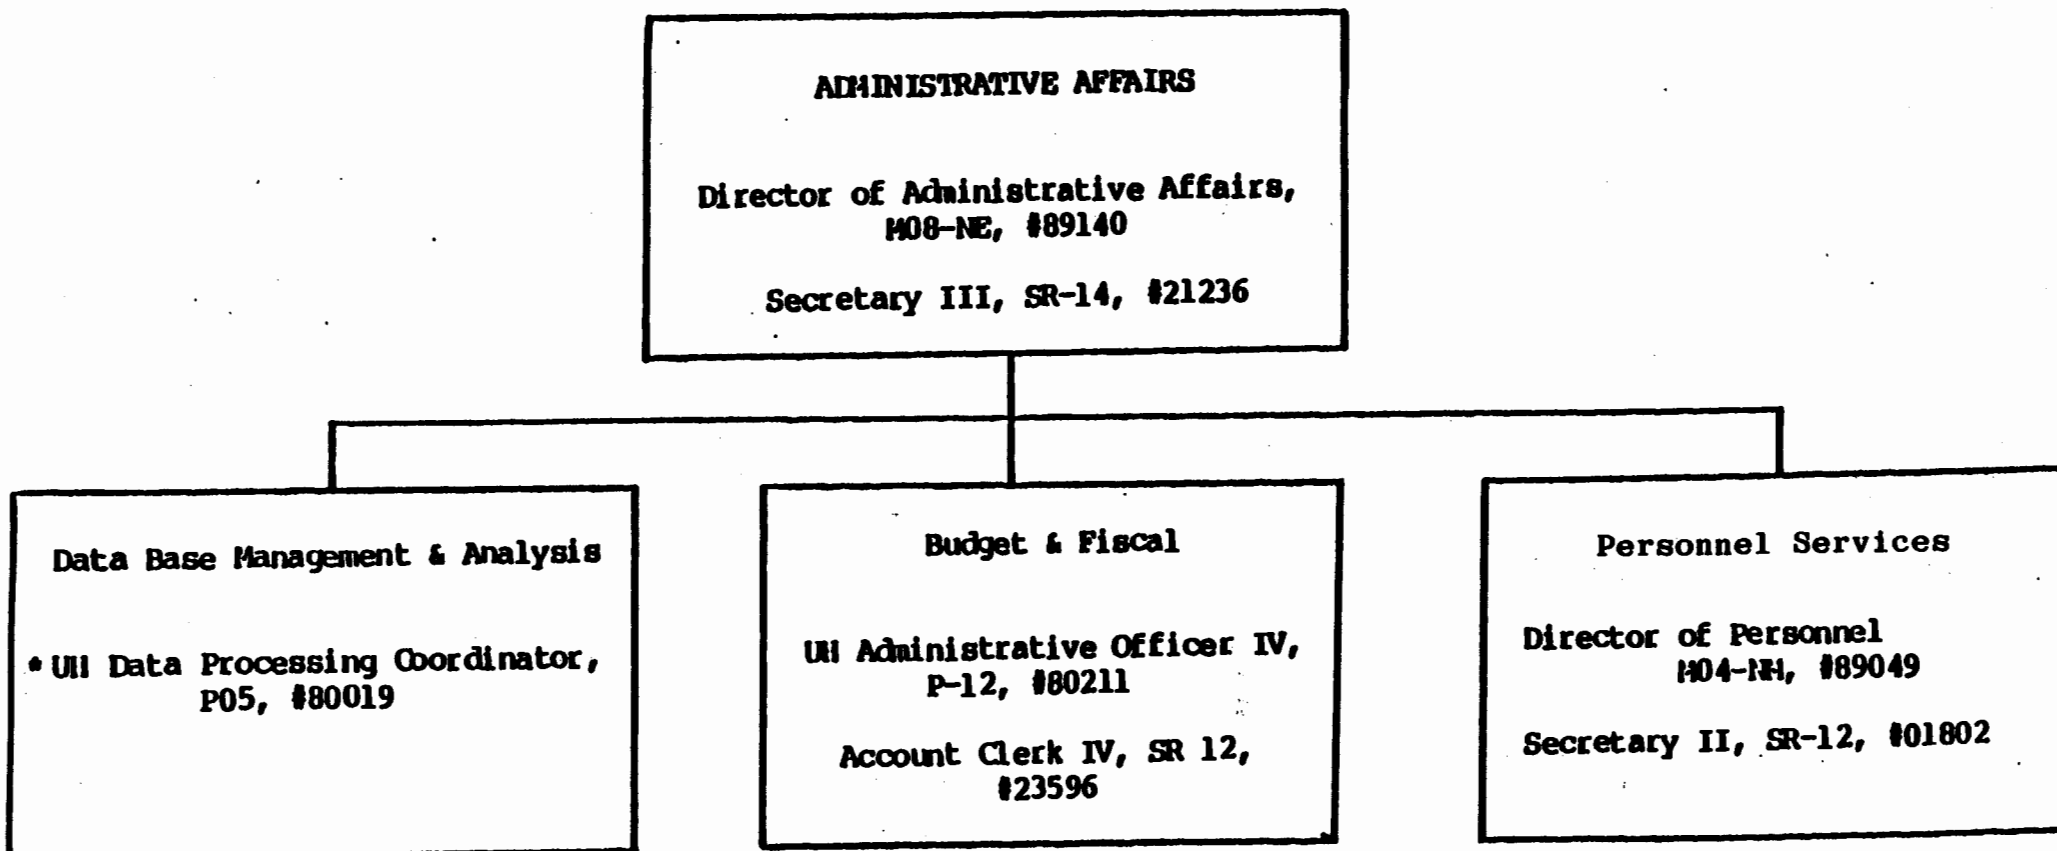 ADMINISTRATIVE AFFAIRS
Director of Administrative Affairs,
M08-NE, #89140
Secretary III, SR-14, #21236
Data Base Management & Analysis
* UH Data Processing Coordinator,
P05, #80019
Budget & Fiscal
UH Administrative Officer IV,
P-12, #80211
Account Clerk IV, SR 12,
#23596
Personnel Services
Director of Personnel
M04-NH, #89049
Secretary II, SR-12, #01802